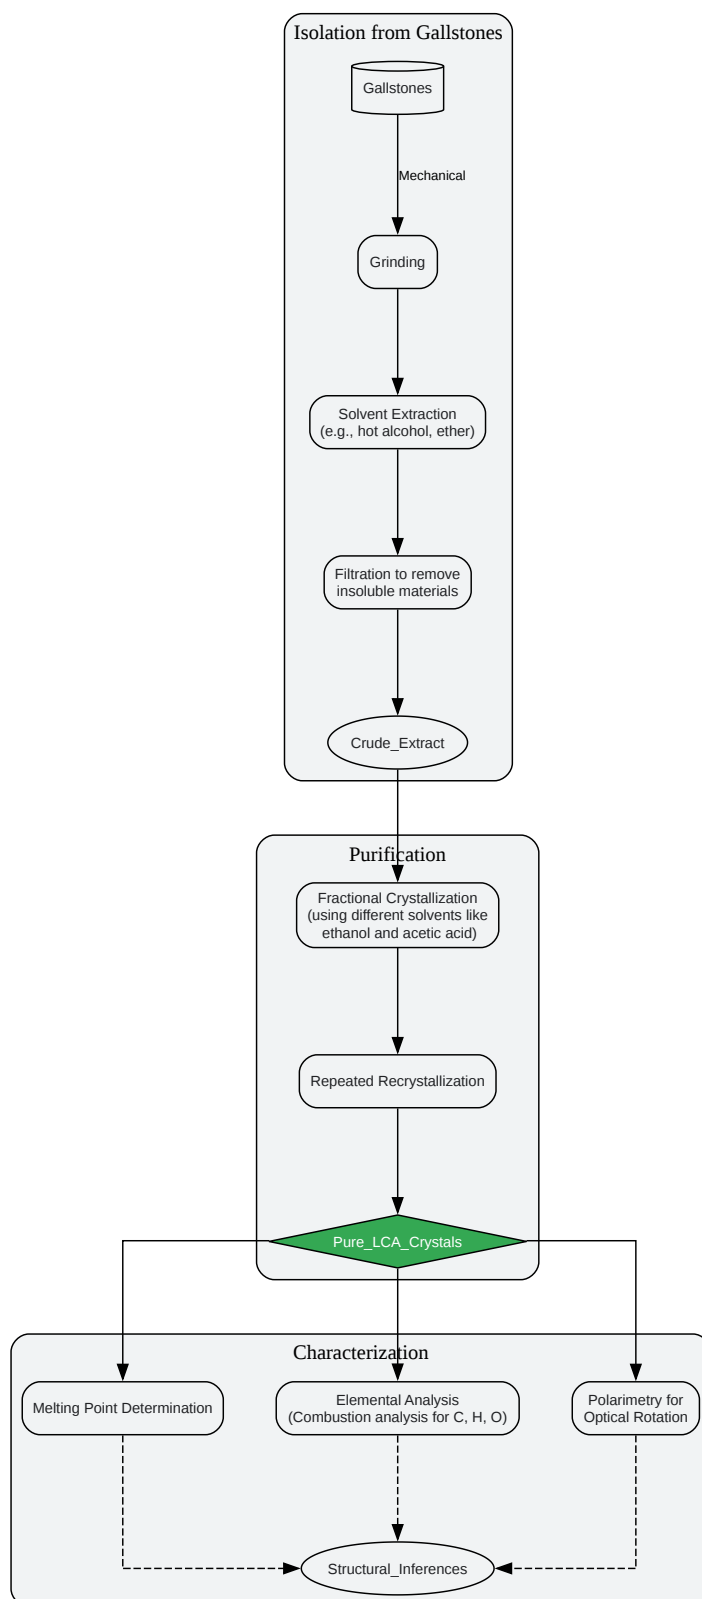 Isolation from Gallstones
Gallstones
Mechanical
Grinding
Solvent Extraction
(e.g., hot alcohol, ether)
Filtration to remove
insoluble materials
Crude_Extract
Purification
Fractional Crystallization
(using different solvents like
ethanol and acetic acid)
Repeated Recrystallization
Pure_LCA_Crystals
Characterization
Melting Point Determination
Elemental Analysis
(Combustion analysis for C, H, O)
Polarimetry for
Optical Rotation
Structural_Inferences